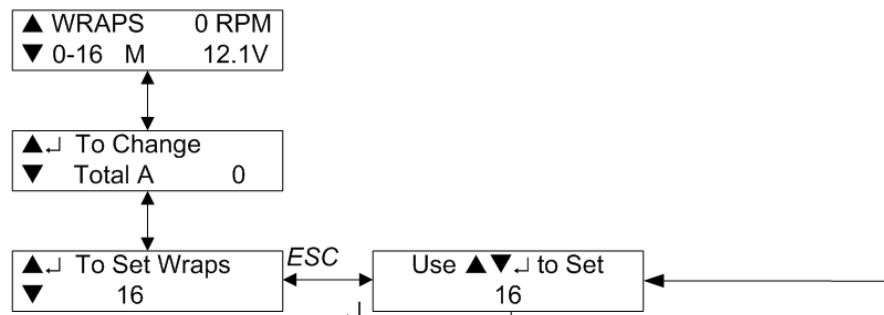 ▲ WRAPS 0 RPM
▼ 0-16 M 12.1V
▲↵ To Change
▼ Total A 0
▲↵ To Set Wraps
▼ 16
ESC
Use ▲▼↵ to Set
16
↵